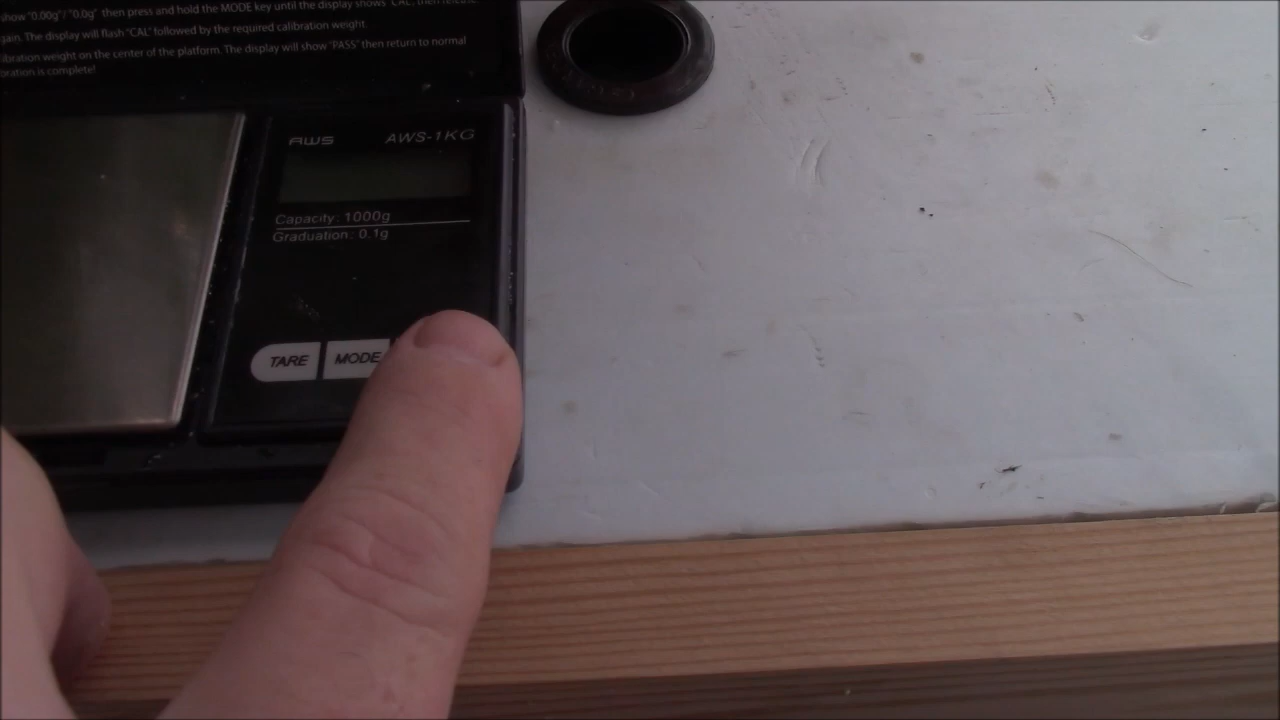 show "0.00g"/ "0.0g" then press and hold the MODE key until the display shows "CAL", then release
gain. The display will flash "CAL" followed by the required calibration weight.
libration weight on the center of the platform. The display will show "PASS" then return to normal
bration is complete!
AWS AWS-1KG
Capacity: 1000g
Graduation: 0.1g
TARE MODE